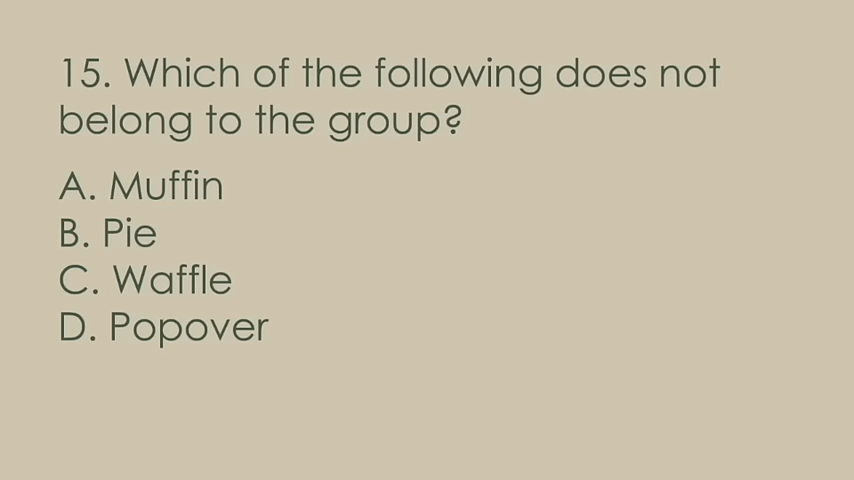 15. Which of the following does not
belong to the group?
A. Muffin
B. Pie
C. Waffle
D. Popover